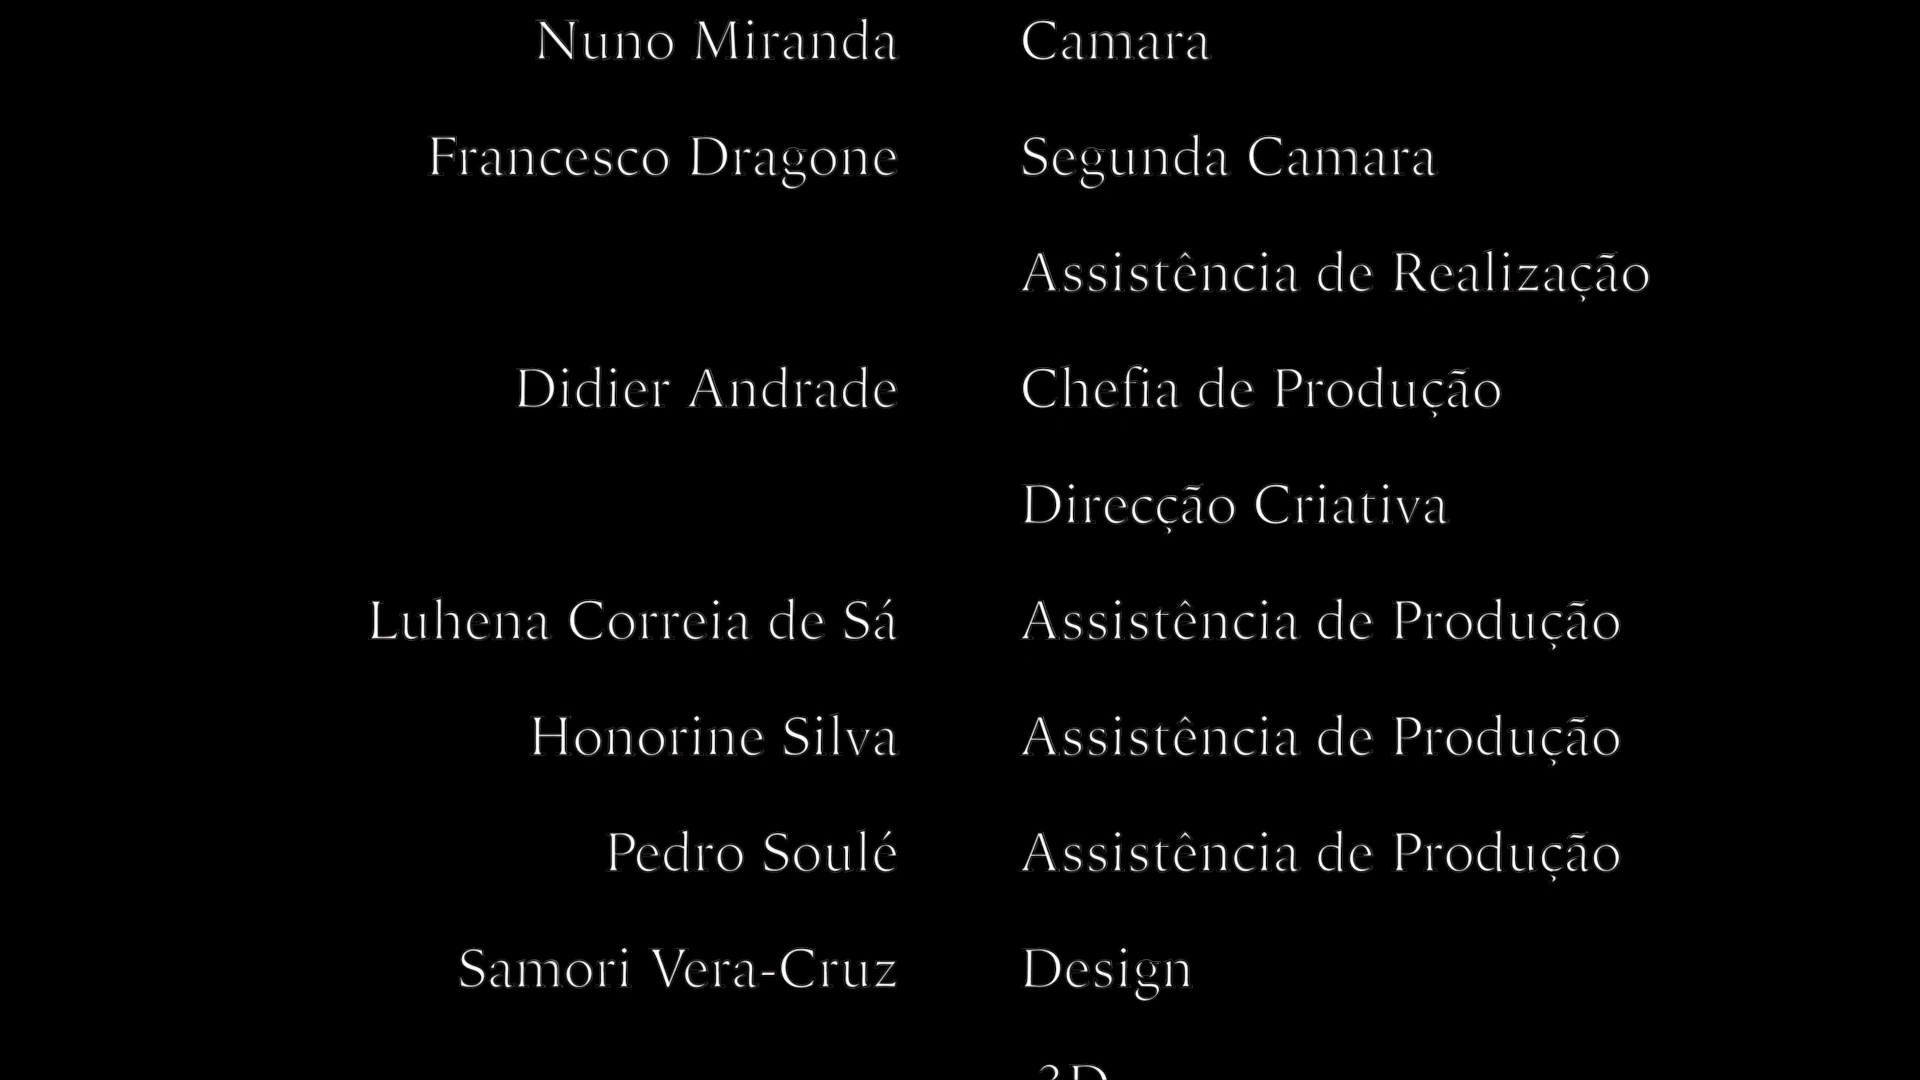 Nuno Miranda Camara
Francesco Dragone Segunda Camara
Assistência de Realização
Didier Andrade Chefia de Produção
Direcção Criativa
Luhena Correia de Sá Assistência de Produção
Honorine Silva Assistência de Produção
Pedro Soulé Assistência de Produção
Samori Vera-Cruz Design
3D